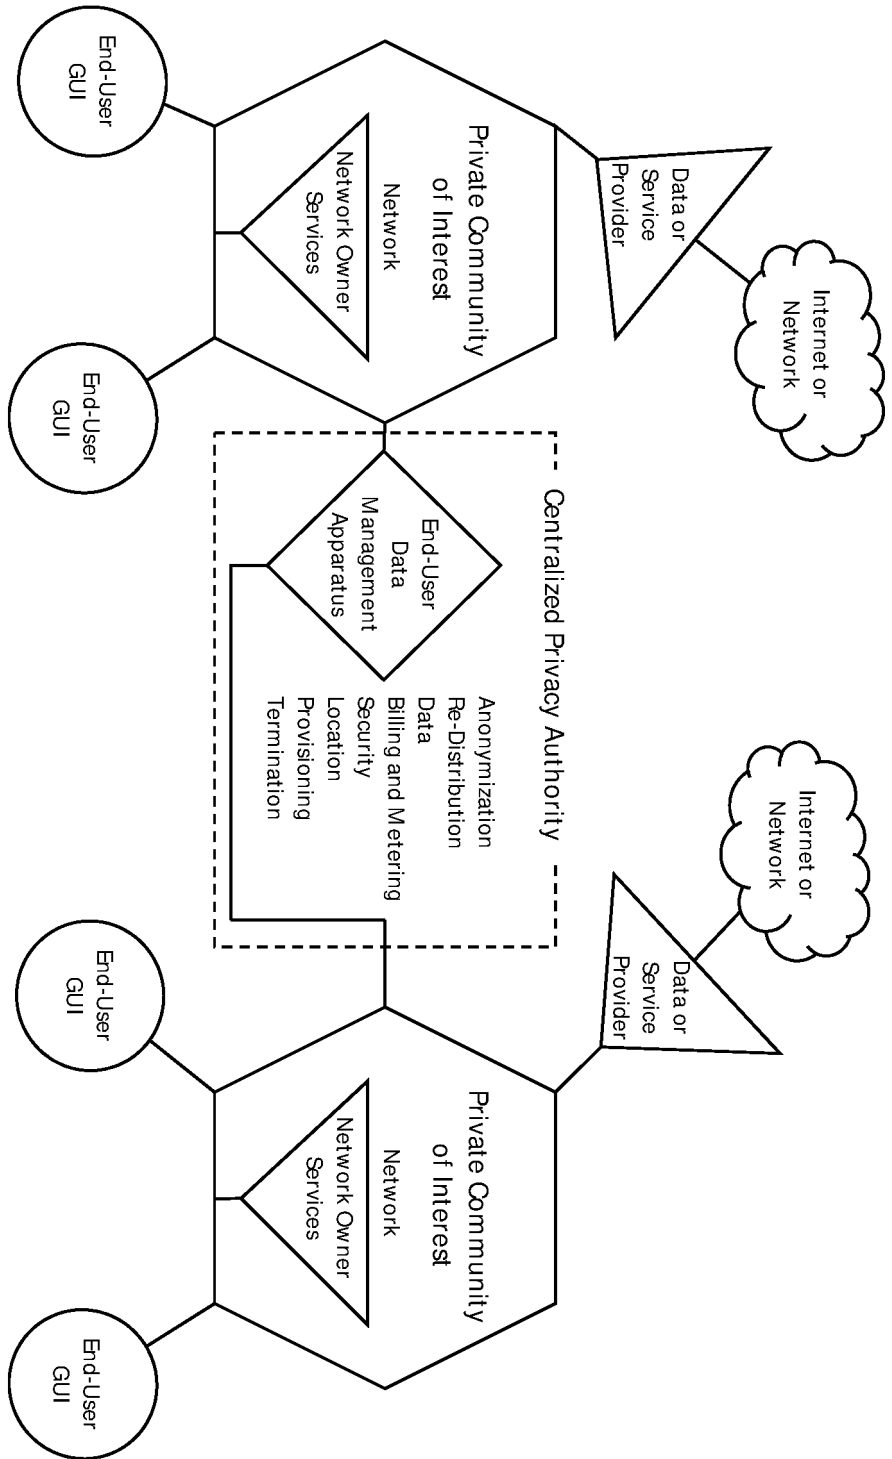 Internet or
Network
Data or
Service
Provider
Private Community
of Interest
Network
Network Owner
Services
End-User
GUI
End-User
GUI
Centralized Privacy Authority
End-User
Data
Management
Apparatus
Anonymization
Re-Distribution
Data
Billing and Metering
Security
Location
Provisioning
Termination
Internet or
Network
Data or
Service
Provider
Private Community
of Interest
Network
Network Owner
Services
End-User
GUI
End-User
GUI